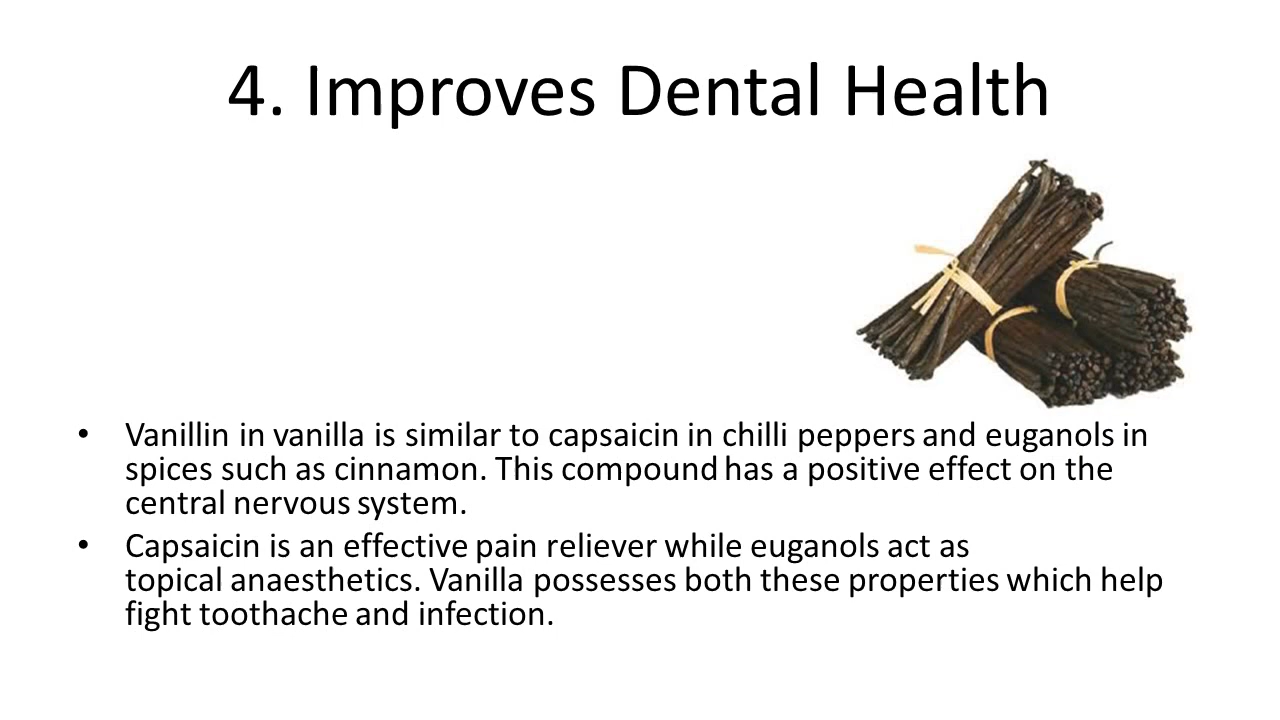 4. Improves Dental Health
• Vanillin in vanilla is similar to capsaicin in chilli peppers and euganols in
spices such as cinnamon. This compound has a positive effect on the
central nervous system.
• Capsaicin is an effective pain reliever while euganols act as
topical anaesthetics. Vanilla possesses both these properties which help
fight toothache and infection.